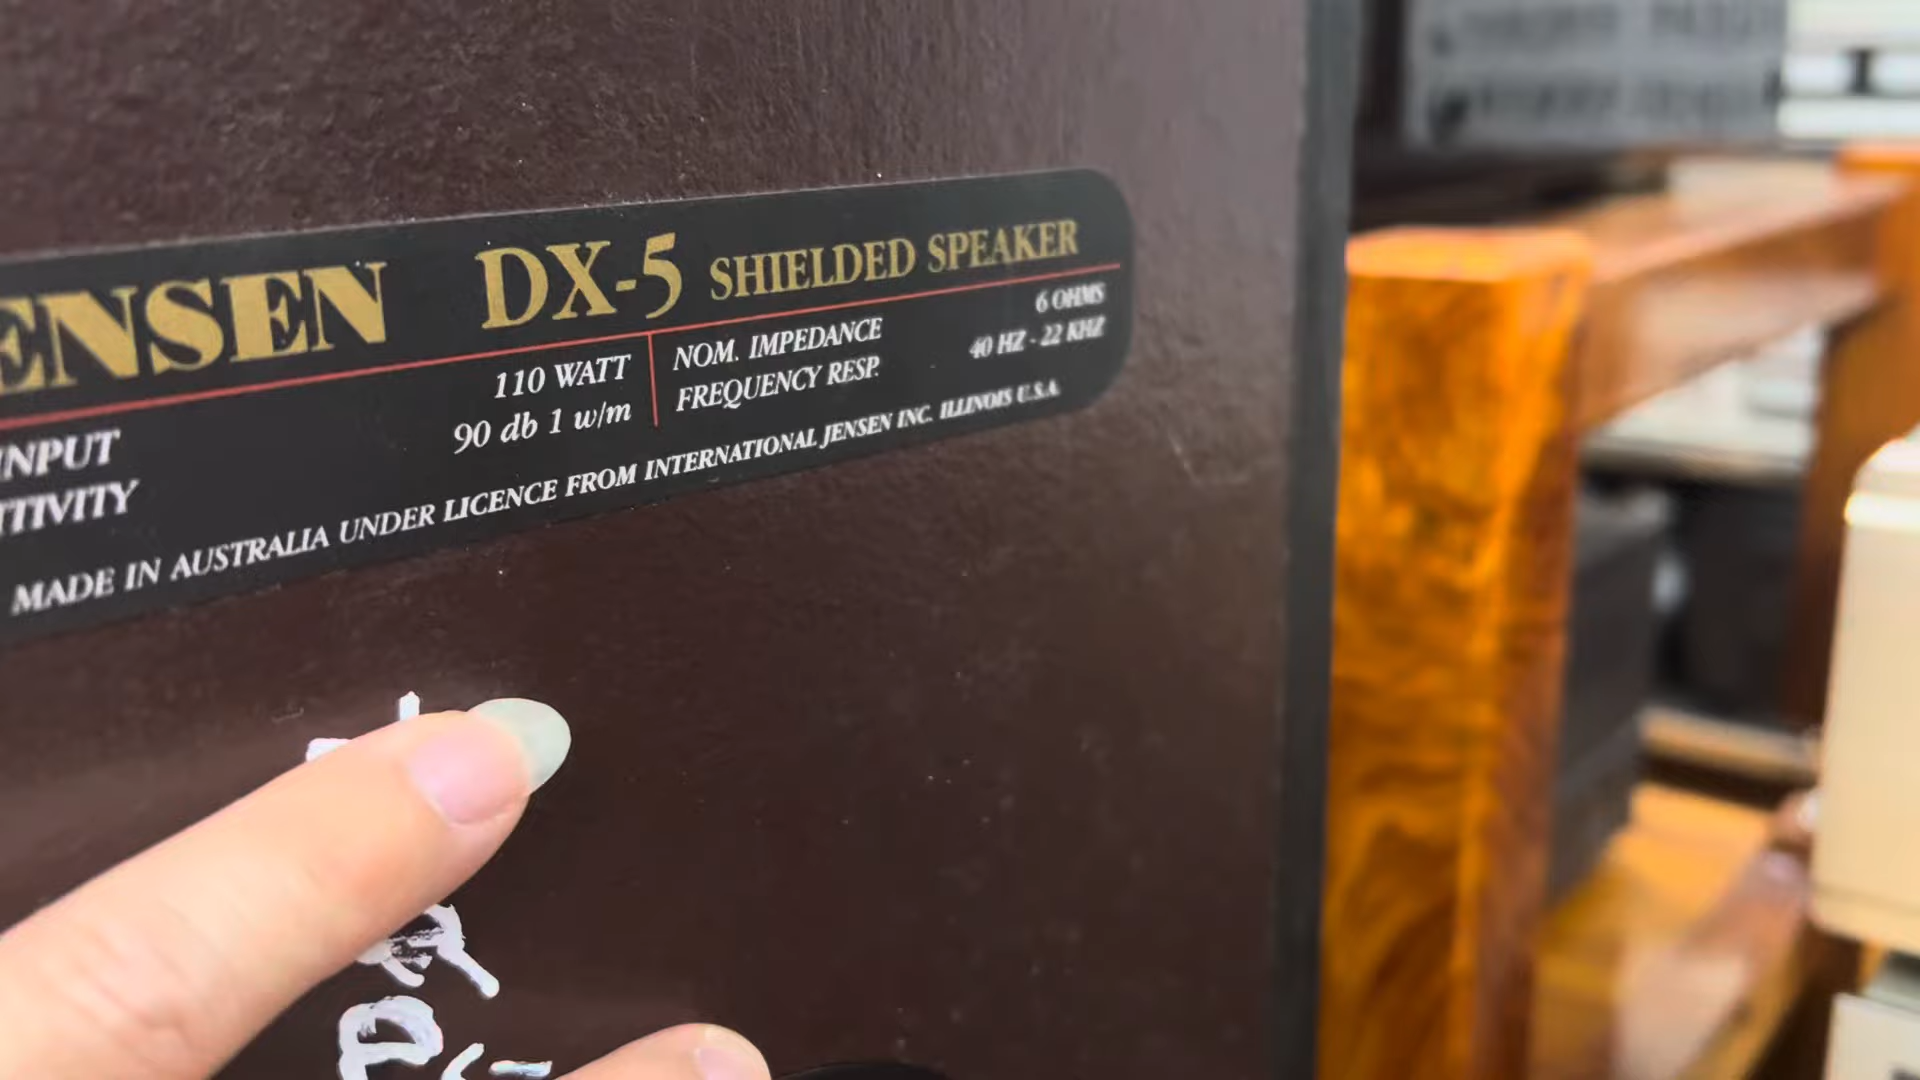 ENSEN DX-5 SHIELDED SPEAKER
INPUT 110 WATT NOM. IMPEDANCE 6 OHMS
TIVITY 90 db 1 w/m FREQUENCY RESP. 40 HZ - 22 KHZ
MADE IN AUSTRALIA UNDER LICENCE FROM INTERNATIONAL JENSEN INC. ILLINOIS U.S.A.